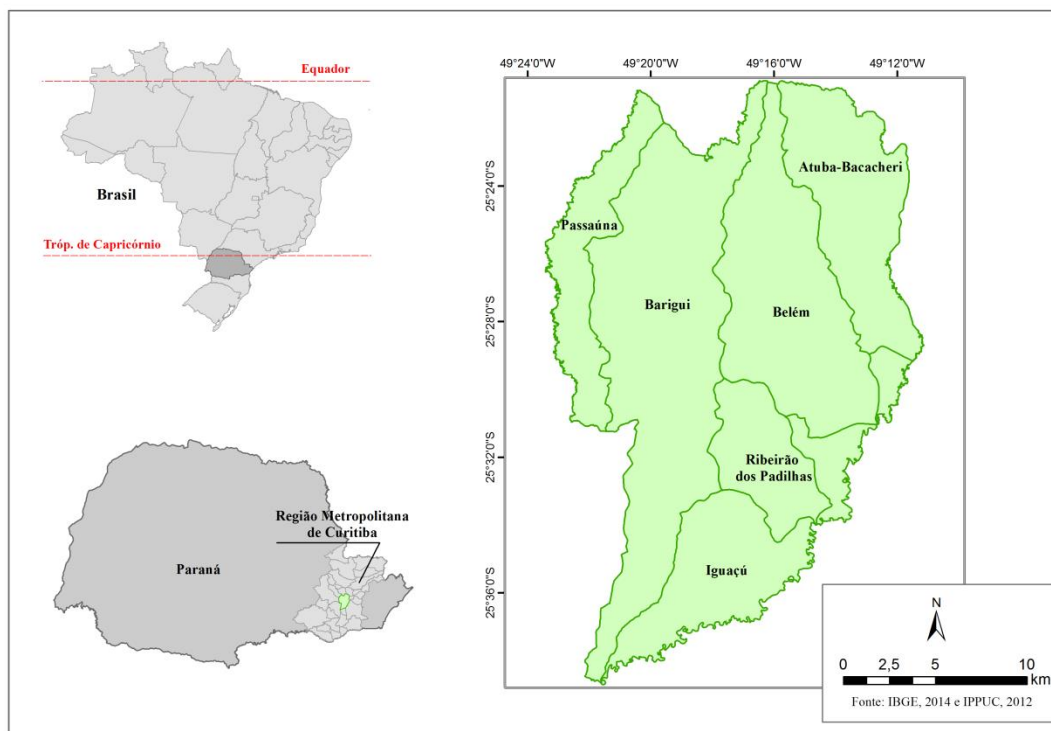 Equador
Brasil
Tróp. de Capricórnio
Região Metropolitana
de Curitiba
Paraná
49°24'0"O 49°20'0"O 49°16'0"O 49°12'0"O
25°24'0"S
25°28'0"S
25°32'0"S
25°36'0"S
Atuba-Bacacheri
Passaúna
Barigui
Belém
Ribeirão
dos Padilhas
Iguaçú
N
0 2,5 5 10
km
Fonte: IBGE, 2014 e IPPUC, 2012